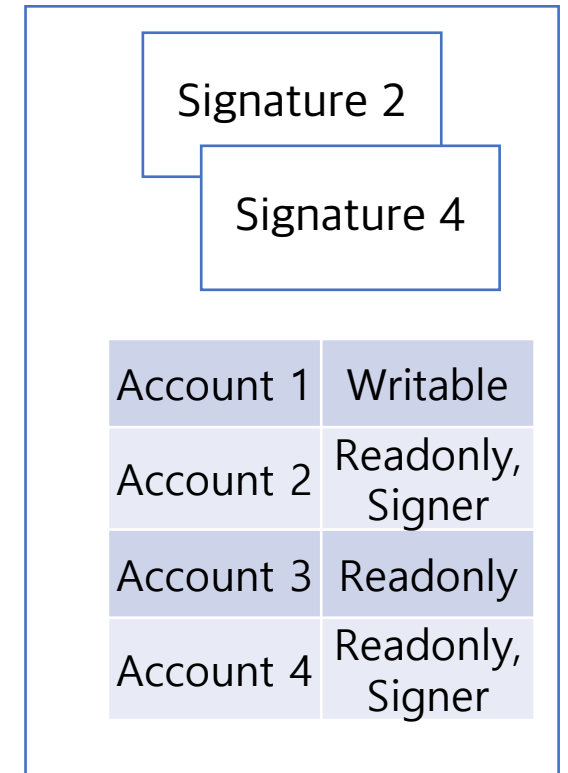 Signature 2
Signature 4
Account 1 Writable
Account 2 Readonly,
Signer
Account 3 Readonly
Account 4 Readonly,
Signer